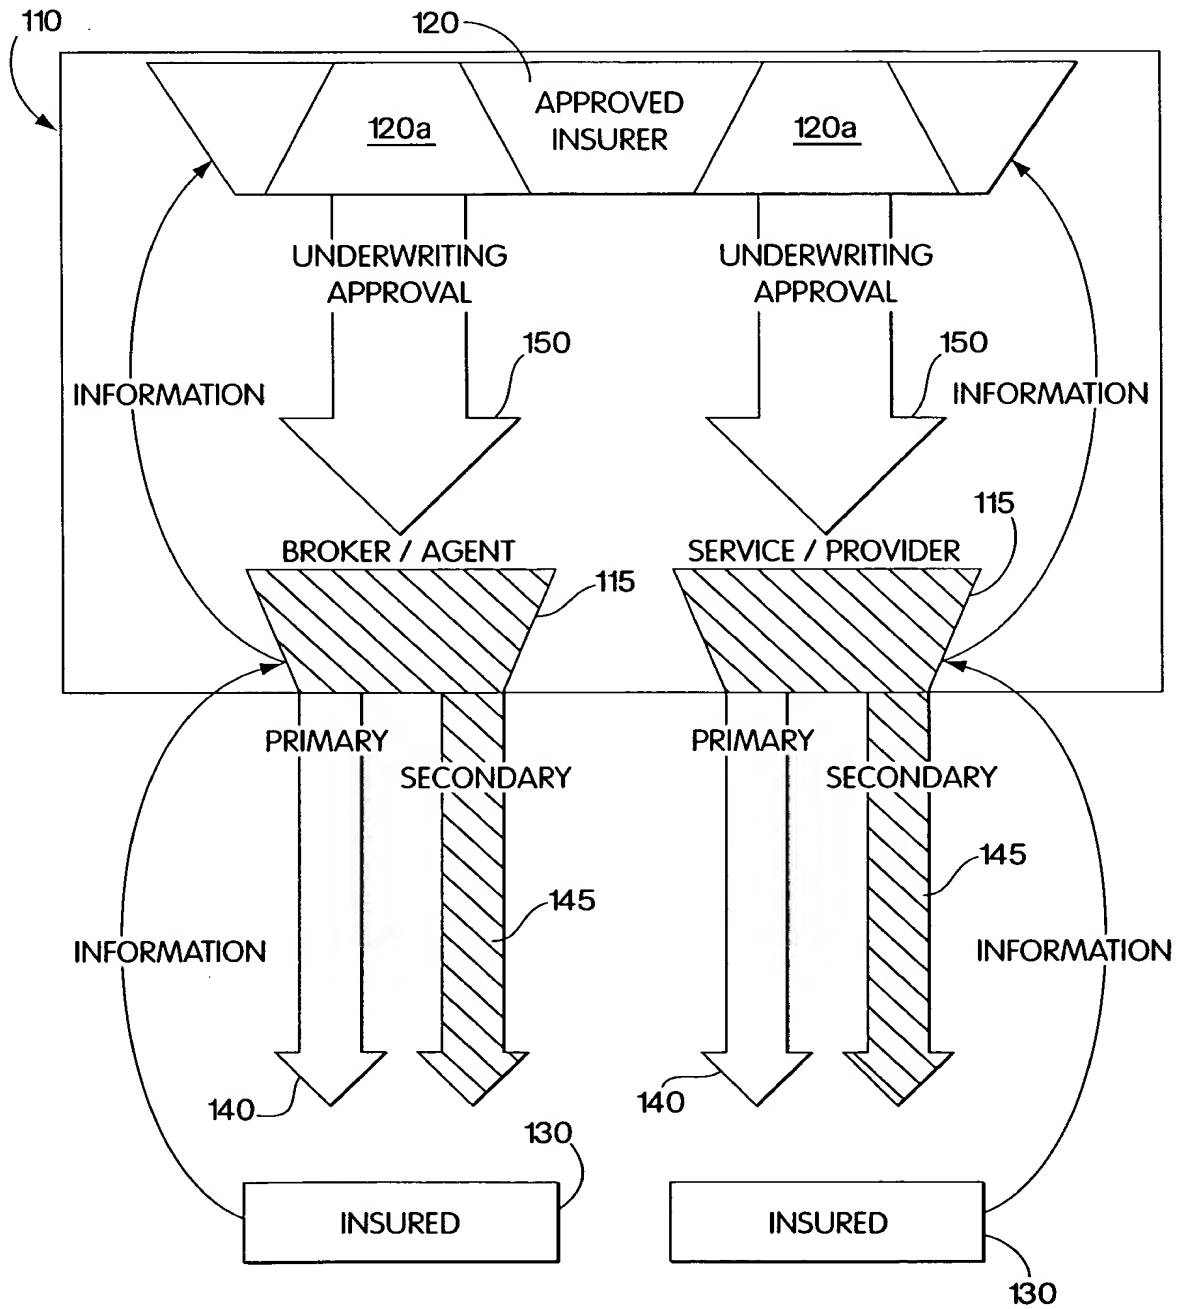 110
120
APPROVED
INSURER
120a
120a
UNDERWRITING
APPROVAL
UNDERWRITING
APPROVAL
150
150
INFORMATION
INFORMATION
115
BROKER / AGENT
SERVICE / PROVIDER
115
PRIMARY
PRIMARY
SECONDARY
SECONDARY
145
145
INFORMATION
INFORMATION
140
140
130
INSURED
INSURED
130